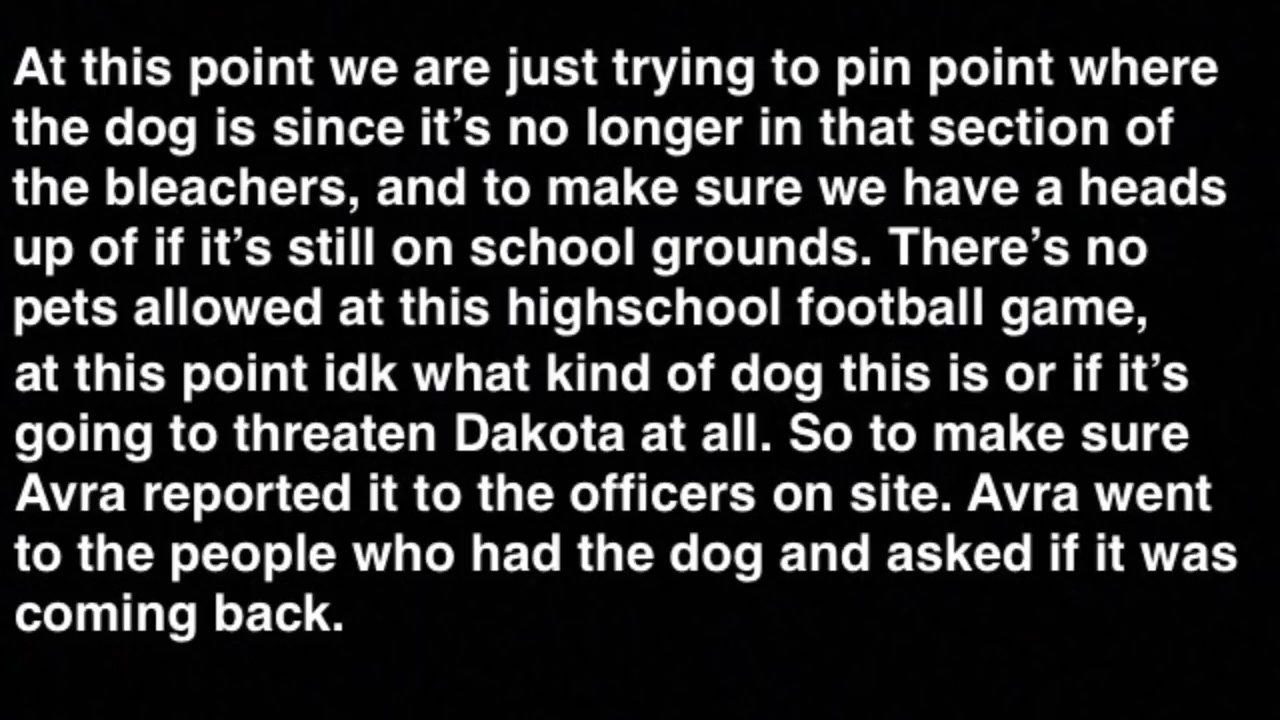 At this point we are just trying to pin point where
the dog is since it’s no longer in that section of
the bleachers, and to make sure we have a heads
up of if it’s still on school grounds. There’s no
pets allowed at this highschool football game,
at this point idk what kind of dog this is or if it’s
going to threaten Dakota at all. So to make sure
Avra reported it to the officers on site. Avra went
to the people who had the dog and asked if it was
coming back.